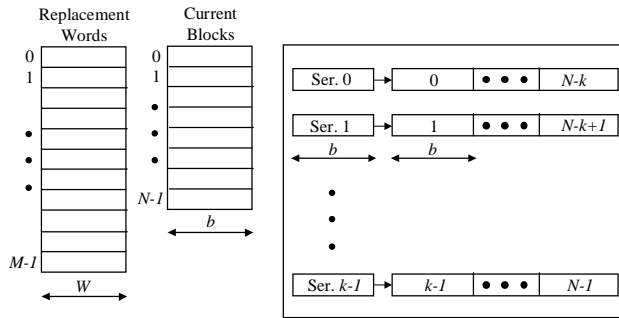 Replacement
Words
Current
Blocks
0
1
M-1
W
0
1
N-1
b
Ser. 0
0
N-k
Ser. 1
1
N-k+1
b
b
Ser. k-1
k-1
N-1